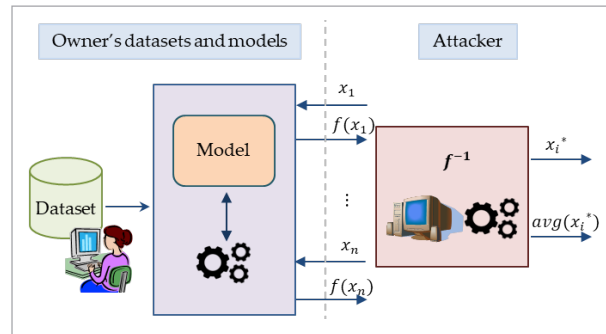 Owner's datasets and models
Attacker
x₁
f(x₁)
Model
f⁻¹
xᵢ*
Dataset
⋮
avg(xᵢ*)
xₙ
f(xₙ)